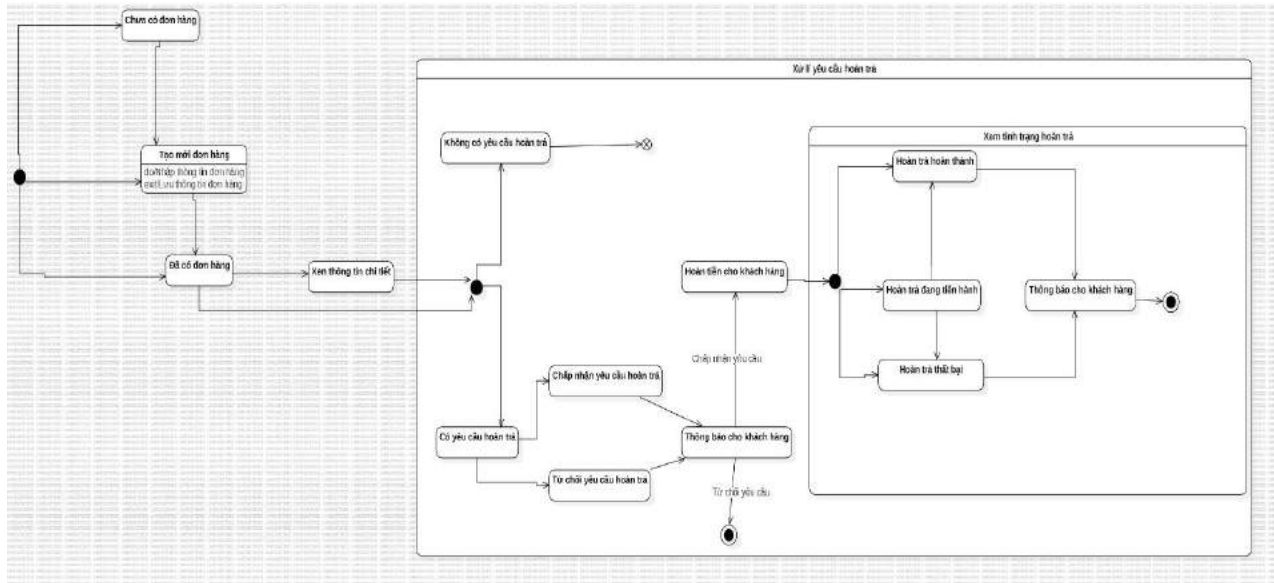 Chưa có đơn hàng
Xử lí yêu cầu hoàn trả
Không có yêu cầu hoàn trả
Xem tình trạng hoàn trả
Tạo mới đơn hàng
do/Nhập thông tin đơn hàng
exit/Lưu thông tin đơn hàng
Hoàn trả hoàn thành
Đã có đơn hàng
Xen thông tin chi tiết
Hoàn tiền cho khách hàng
Hoàn trả đang tiến hành
Thông báo cho khách hàng
Chấp nhận yêu cầu
Hoàn trả thất bại
Chấp nhận yêu cầu hoàn trả
Có yêu cầu hoàn trả
Thông báo cho khách hàng
Từ chối yêu cầu hoàn trả
Từ chối yêu cầu